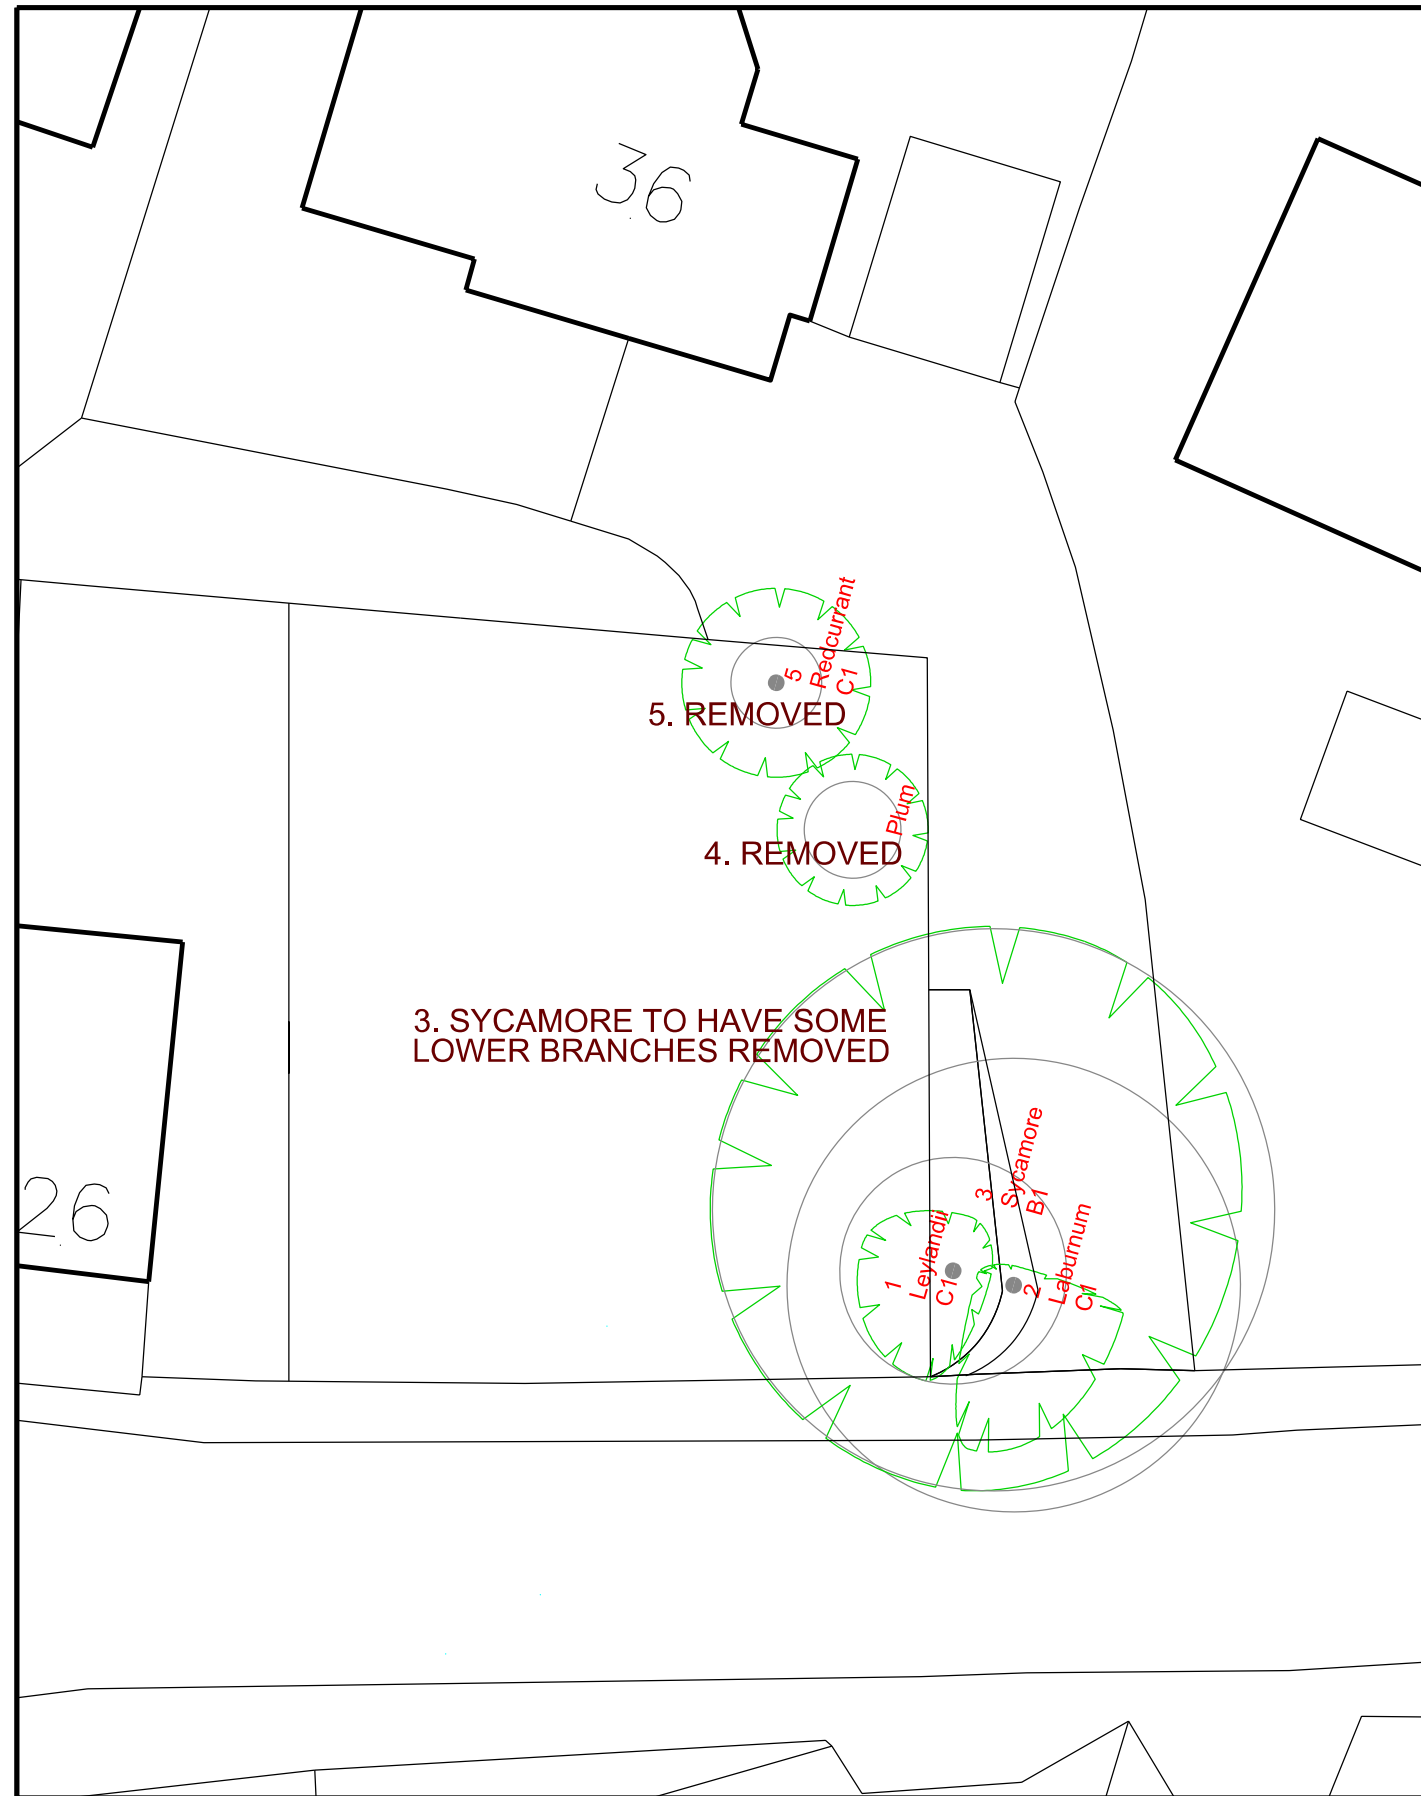 36
5
Redcurrant
C1
5. REMOVED
Plum
4. REMOVED
3. SYCAMORE TO HAVE SOME
LOWER BRANCHES REMOVED
3
Sycamore
B1
26
1
Leylandii
C1
2
Laburnum
C1